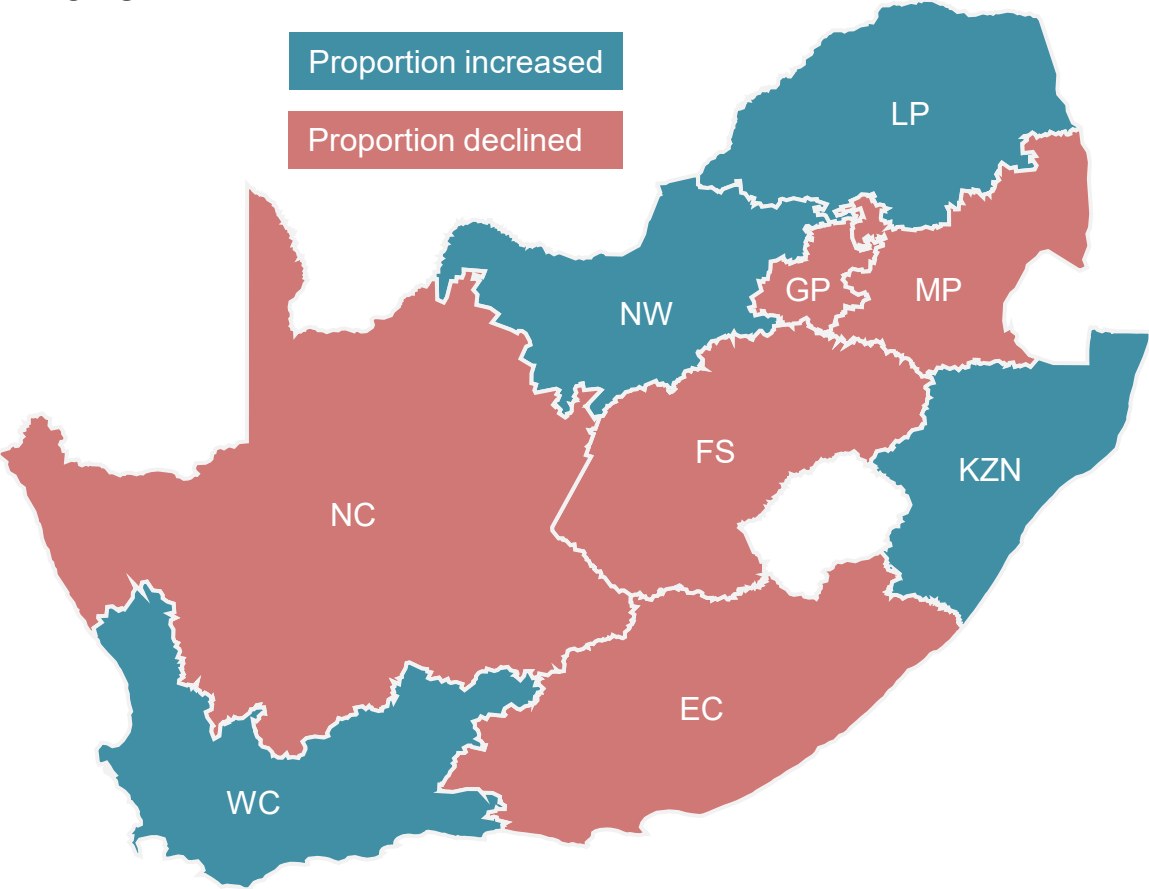 Proportion increased
Proportion declined
LP
NW
GP
MP
FS
KZN
NC
EC
WC